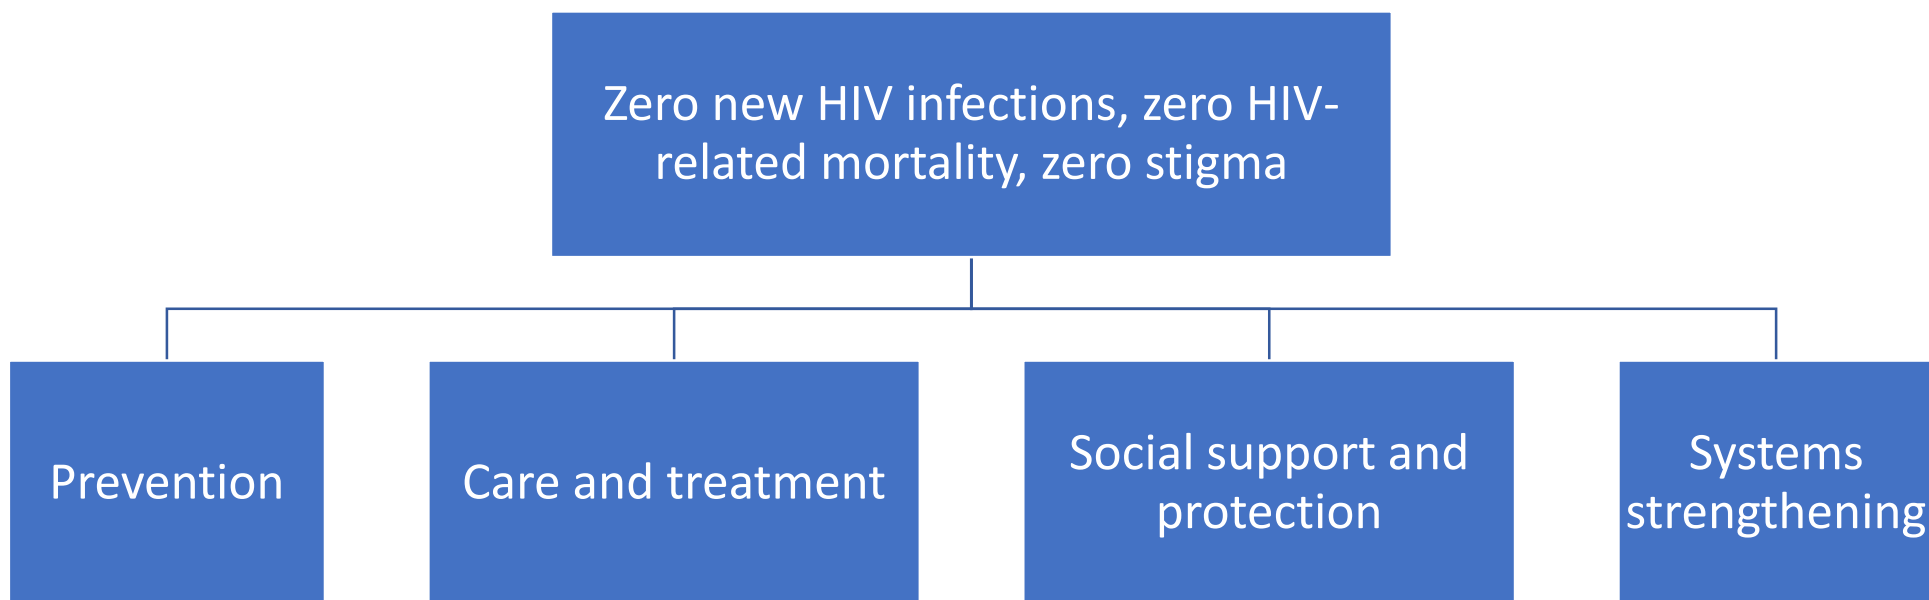 Zero new HIV infections, zero HIV-
related mortality, zero stigma
Prevention
Care and treatment
Social support and
protection
Systems
strengthening